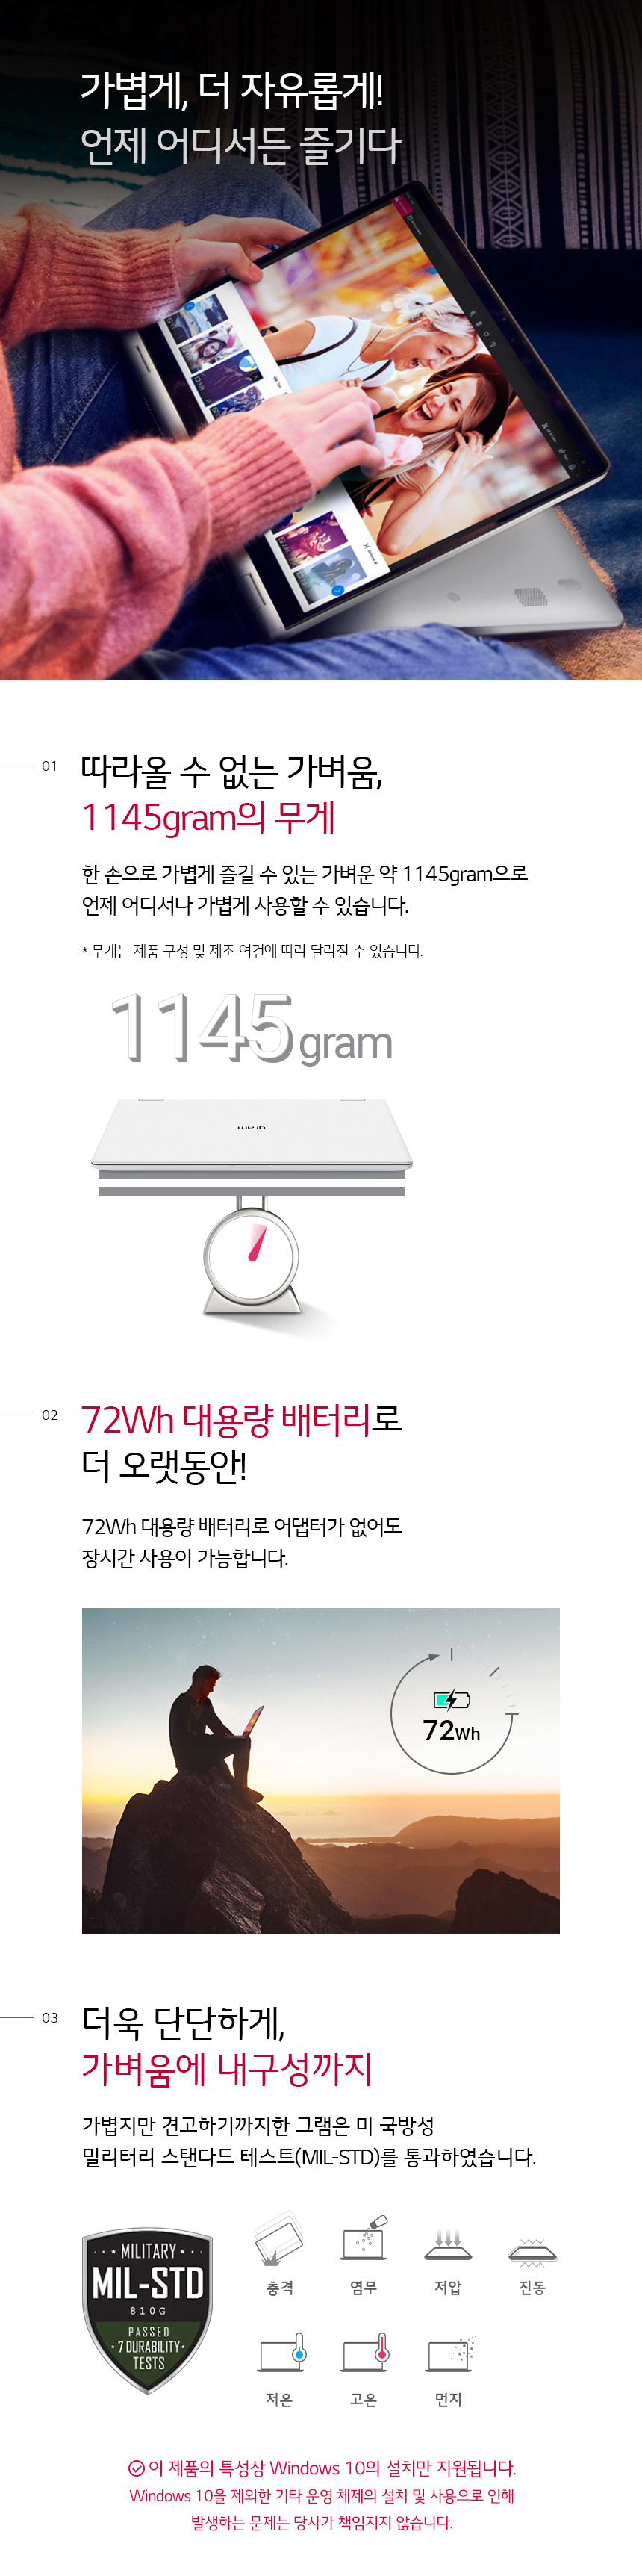 가볍게, 더 자유롭게!
언제 어디서든 즐기다
01
따라올 수 없는 가벼움,
1145gram의 무게
한 손으로 가볍게 즐길 수 있는 가벼운 약 1145gram으로
언제 어디서나 가볍게 사용할 수 있습니다.
* 무게는 제품 구성 및 제조 여건에 따라 달라질 수 있습니다.
1145gram
gram
02
72Wh 대용량 배터리로
더 오랫동안!
72Wh 대용량 배터리로 어댑터가 없어도
장시간 사용이 가능합니다.
72Wh
03
더욱 단단하게,
가벼움에 내구성까지
가볍지만 견고하기까지한 그램은 미 국방성
밀리터리 스탠다드 테스트(MIL-STD)를 통과하였습니다.
MILITARY
MIL-STD
810G
PASSED
7 DURABILITY
TESTS
충격 염무 저압 진동
저온 고온 먼지
이 제품의 특성상 Windows 10의 설치만 지원됩니다.
Windows 10을 제외한 기타 운영 체제의 설치 및 사용으로 인해
발생하는 문제는 당사가 책임지지 않습니다.